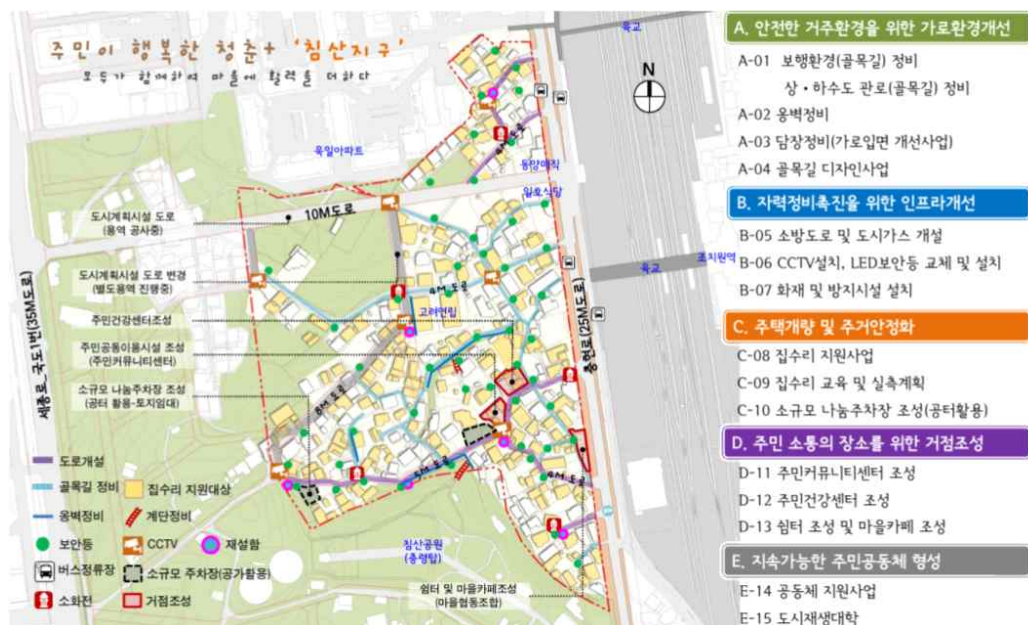 주민이 행복한 청춘+ '침산지구'
모두가 함께하여 마을에 활력을 더하다
육교
N
욱일아파트
동양매직
일호식당
4M 도로
도시계획시설 도로
(용역 공사중)
10M도로
도시계획시설 도로 변경
(별도용역 진행중)
4M 도로
고려연립
육교
조치원역
주민건강센터조성
주민공동이용시설 조성
(주민커뮤니티센터)
소규모 나눔주차장 조성
(공터 활용-토지임대)
세종로, 국도1번(35M도로)
충현로(25M도로)
8M 도로
5M 도로
6M 도로
침산공원
(충령탑)
쉼터 및 마을카페조성
(마을협동조합)
도로개설
골목길 정비
집수리 지원대상
옹벽정비
계단정비
보안등
CCTV
재설함
버스정류장
소규모 주차장(공가활용)
소화전
거점조성
A. 안전한 거주환경을 위한 가로환경개선
A-01 보행환경(골목길) 정비
상・하수도 관로(골목길) 정비
A-02 옹벽정비
A-03 담장정비(가로입면 개선사업)
A-04 골목길 디자인사업
B. 자력정비촉진을 위한 인프라개선
B-05 소방도로 및 도시가스 개설
B-06 CCTV설치, LED보안등 교체 및 설치
B-07 화재 및 방지시설 설치
C. 주택개량 및 주거안정화
C-08 집수리 지원사업
C-09 집수리 교육 및 실측계획
C-10 소규모 나눔주차장 조성(공터활용)
D. 주민 소통의 장소를 위한 거점조성
D-11 주민커뮤니티센터 조성
D-12 주민건강센터 조성
D-13 쉼터 조성 및 마을카페 조성
E. 지속가능한 주민공동체 형성
E-14 공동체 지원사업
E-15 도시재생대학